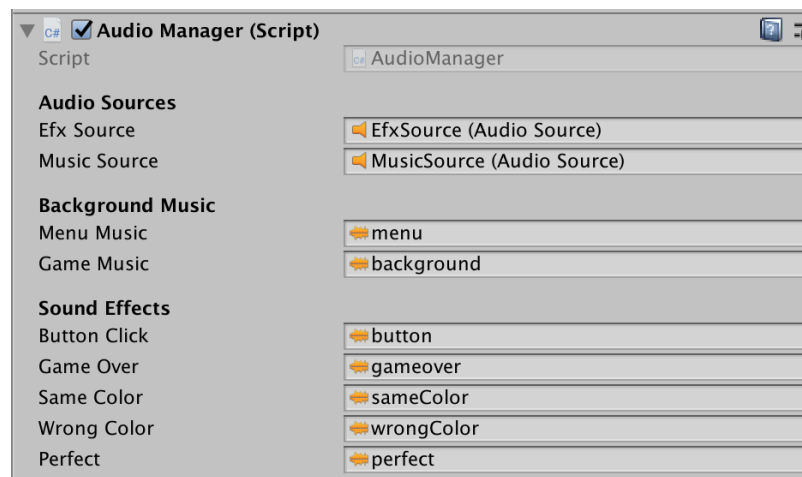 C# Audio Manager (Script)
Script C# AudioManager
Audio Sources
Efx Source EfxSource (Audio Source)
Music Source MusicSource (Audio Source)
Background Music
Menu Music menu
Game Music background
Sound Effects
Button Click button
Game Over gameover
Same Color sameColor
Wrong Color wrongColor
Perfect perfect